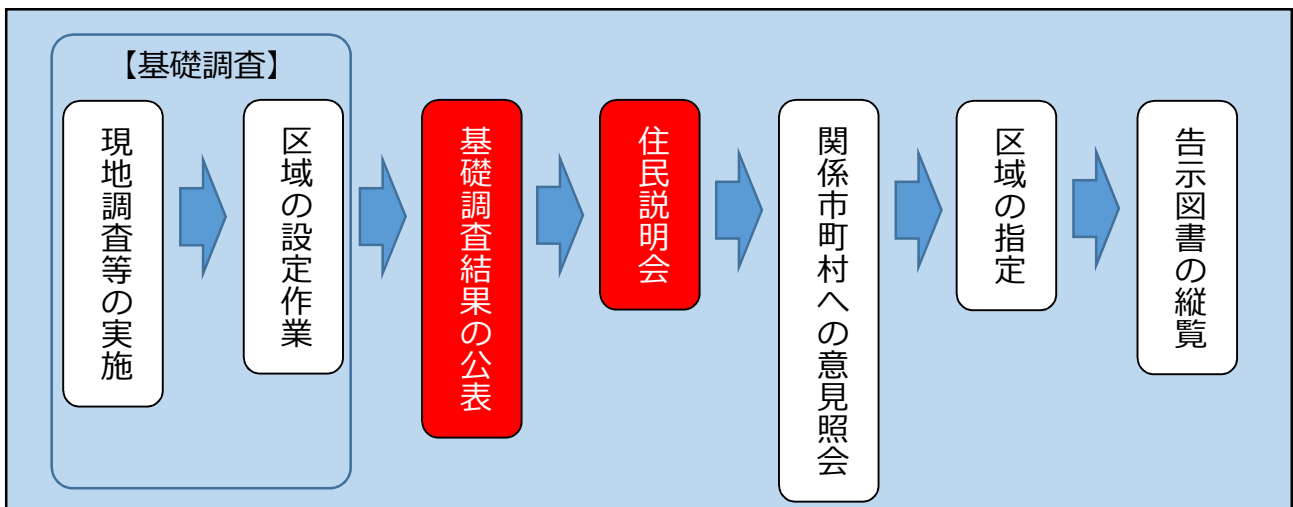 【基礎調査】
現地調査等の実施
区域の設定作業
基礎調査結果の公表
住民説明会
関係市町村への意見照会
区域の指定
告示図書の縦覧